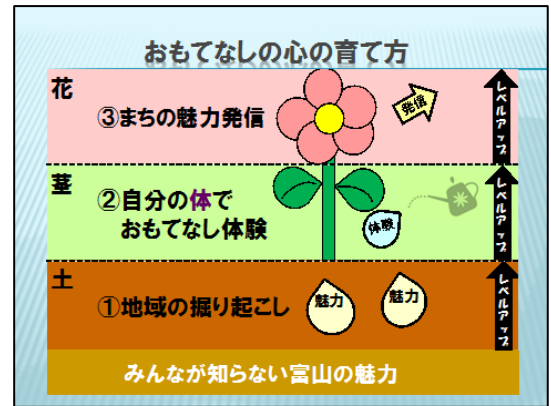 おもてなしの心の育て方
花
③まちの魅力発信
発信
レベルアップ
茎
②自分の体で
おもてなし体験
体験
レベルアップ
土
①地域の掘り起こし
魅力
魅力
レベルアップ
みんなが知らない富山の魅力